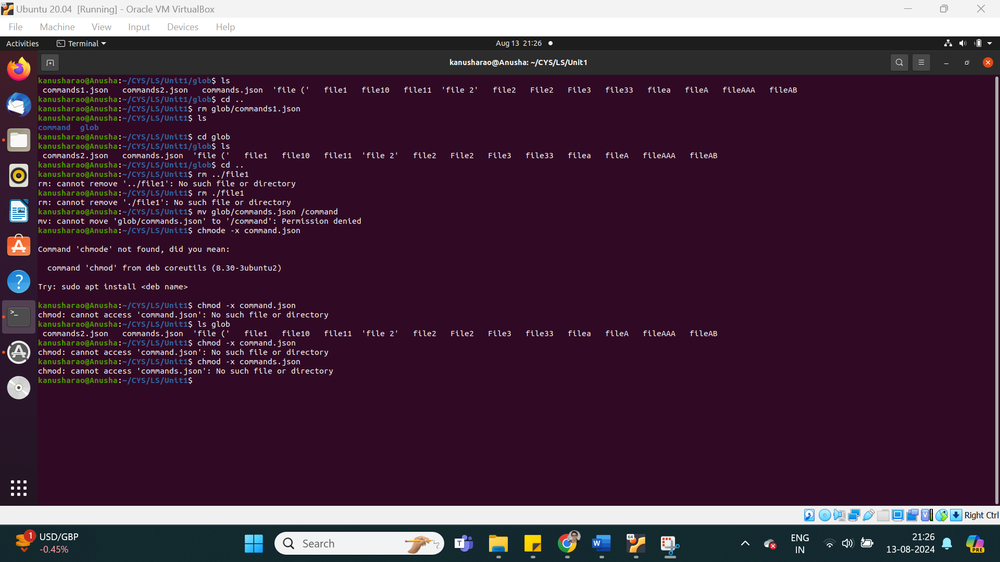 Ubuntu 20.04 [Running] - Oracle VM VirtualBox
File Machine View Input Devices Help
Activities Terminal Aug 13 21:26
kanusharao@Anusha: ~/CYS/LS/Unit1
kanusharao@Anusha:~/CYS/LS/Unit1/glob$ ls
commands1.json commands2.json commands.json 'file (' file1 file10 file11 'file 2' file2 File2 File3 file33 filea fileA fileAAA fileAB
kanusharao@Anusha:~/CYS/LS/Unit1/glob$ cd ..
kanusharao@Anusha:~/CYS/LS/Unit1$ rm glob/commands1.json
kanusharao@Anusha:~/CYS/LS/Unit1$ ls
command glob
kanusharao@Anusha:~/CYS/LS/Unit1$ cd glob
kanusharao@Anusha:~/CYS/LS/Unit1/glob$ ls
commands2.json commands.json 'file (' file1 file10 file11 'file 2' file2 File2 File3 file33 filea fileA fileAAA fileAB
kanusharao@Anusha:~/CYS/LS/Unit1/glob$ cd ..
kanusharao@Anusha:~/CYS/LS/Unit1$ rm ../file1
rm: cannot remove '../file1': No such file or directory
kanusharao@Anusha:~/CYS/LS/Unit1$ rm ./file1
rm: cannot remove './file1': No such file or directory
kanusharao@Anusha:~/CYS/LS/Unit1$ mv glob/commands.json /command
mv: cannot move 'glob/commands.json' to '/command': Permission denied
kanusharao@Anusha:~/CYS/LS/Unit1$ chmode -x command.json
Command 'chmode' not found, did you mean:
command 'chmod' from deb coreutils (8.30-3ubuntu2)
Try: sudo apt install <deb name>
kanusharao@Anusha:~/CYS/LS/Unit1$ chmod -x command.json
chmod: cannot access 'command.json': No such file or directory
kanusharao@Anusha:~/CYS/LS/Unit1$ ls glob
commands2.json commands.json 'file (' file1 file10 file11 'file 2' file2 File2 File3 file33 filea fileA fileAAA fileAB
kanusharao@Anusha:~/CYS/LS/Unit1$ chmod -x command.json
chmod: cannot access 'command.json': No such file or directory
kanusharao@Anusha:~/CYS/LS/Unit1$ chmod -x commands.json
chmod: cannot access 'commands.json': No such file or directory
kanusharao@Anusha:~/CYS/LS/Unit1$
Right Ctrl
1 USD/GBP
-0.45%
Search
ENG
IN
21:26
13-08-2024
PRE